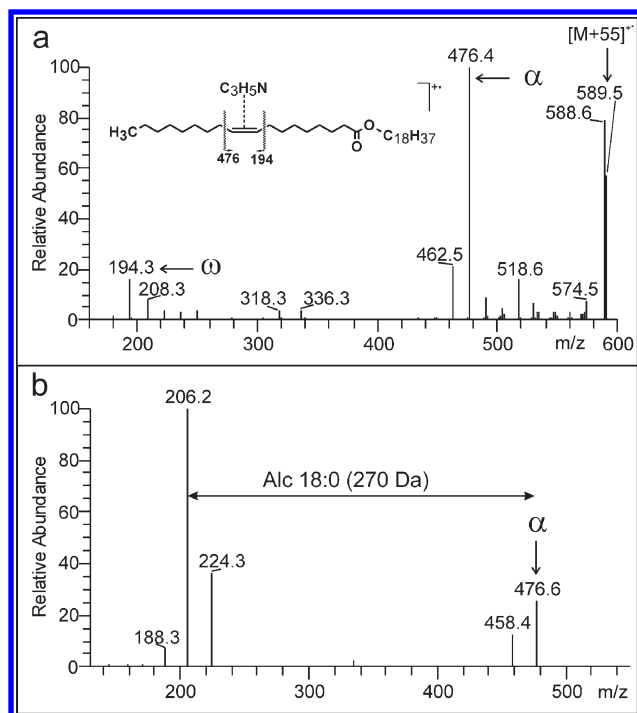 a
[M+55]⁺·
100
80
60
40
20
0
Relative Abundance
C₃H₅N
H₃C
O
O
C₁₈H₃₇
⁺·
476 194
476.4
α
589.5
588.6
194.3
ω
208.3
318.3
336.3
462.5
518.6
574.5
200 300 400 500 m/z 600
b
100
80
60
40
20
0
Relative Abundance
206.2
Alc 18:0 (270 Da)
α
224.3
476.6
458.4
188.3
200 300 400 500 m/z